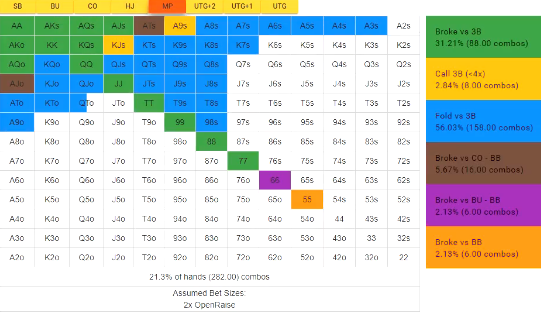 SB BU CO HJ MP UTG+2 UTG+1 UTG
AA AKs AQs AJs ATs A9s A8s A7s A6s A5s A4s A3s A2s
AKo KK KQs KJs KTs K9s K8s K7s K6s K5s K4s K3s K2s
AQo KQo QQ QJs QTs Q9s Q8s Q7s Q6s Q5s Q4s Q3s Q2s
AJo KJo QJo JJ JTs J9s J8s J7s J6s J5s J4s J3s J2s
ATo KTo QTo JTo TT T9s T8s T7s T6s T5s T4s T3s T2s
A9o K9o Q9o J9o T9o 99 98s 97s 96s 95s 94s 93s 92s
A8o K8o Q8o J8o T8o 98o 88 87s 86s 85s 84s 83s 82s
A7o K7o Q7o J7o T7o 97o 87o 77 76s 75s 74s 73s 72s
A6o K6o Q6o J6o T6o 96o 86o 76o 66 65s 64s 63s 62s
A5o K5o Q5o J5o T5o 95o 85o 75o 65o 55 54s 53s 52s
A4o K4o Q4o J4o T4o 94o 84o 74o 64o 54o 44 43s 42s
A3o K3o Q3o J3o T3o 93o 83o 73o 63o 53o 43o 33 32s
A2o K2o Q2o J2o T2o 92o 82o 72o 62o 52o 42o 32o 22
21.3% of hands (282.00) combos
Assumed Bet Sizes:
2x OpenRaise
Broke vs 3B
31.21% (88.00 combos)
Call 3B (<4x)
2.84% (8.00 combos)
Fold vs 3B
56.03% (158.00 combos)
Broke vs CO - BB
5.67% (16.00 combos)
Broke vs BU - BB
2.13% (6.00 combos)
Broke vs BB
2.13% (6.00 combos)